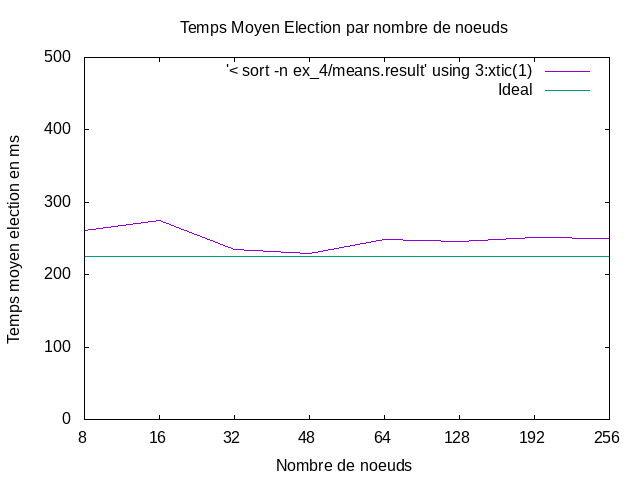 Temps Moyen Election par nombre de noeuds
'< sort -n ex_4/means.result' using 3:xtic(1)
Ideal
500
400
300
200
100
0
Temps moyen election en ms
8 16 32 48 64 128 192 256
Nombre de noeuds